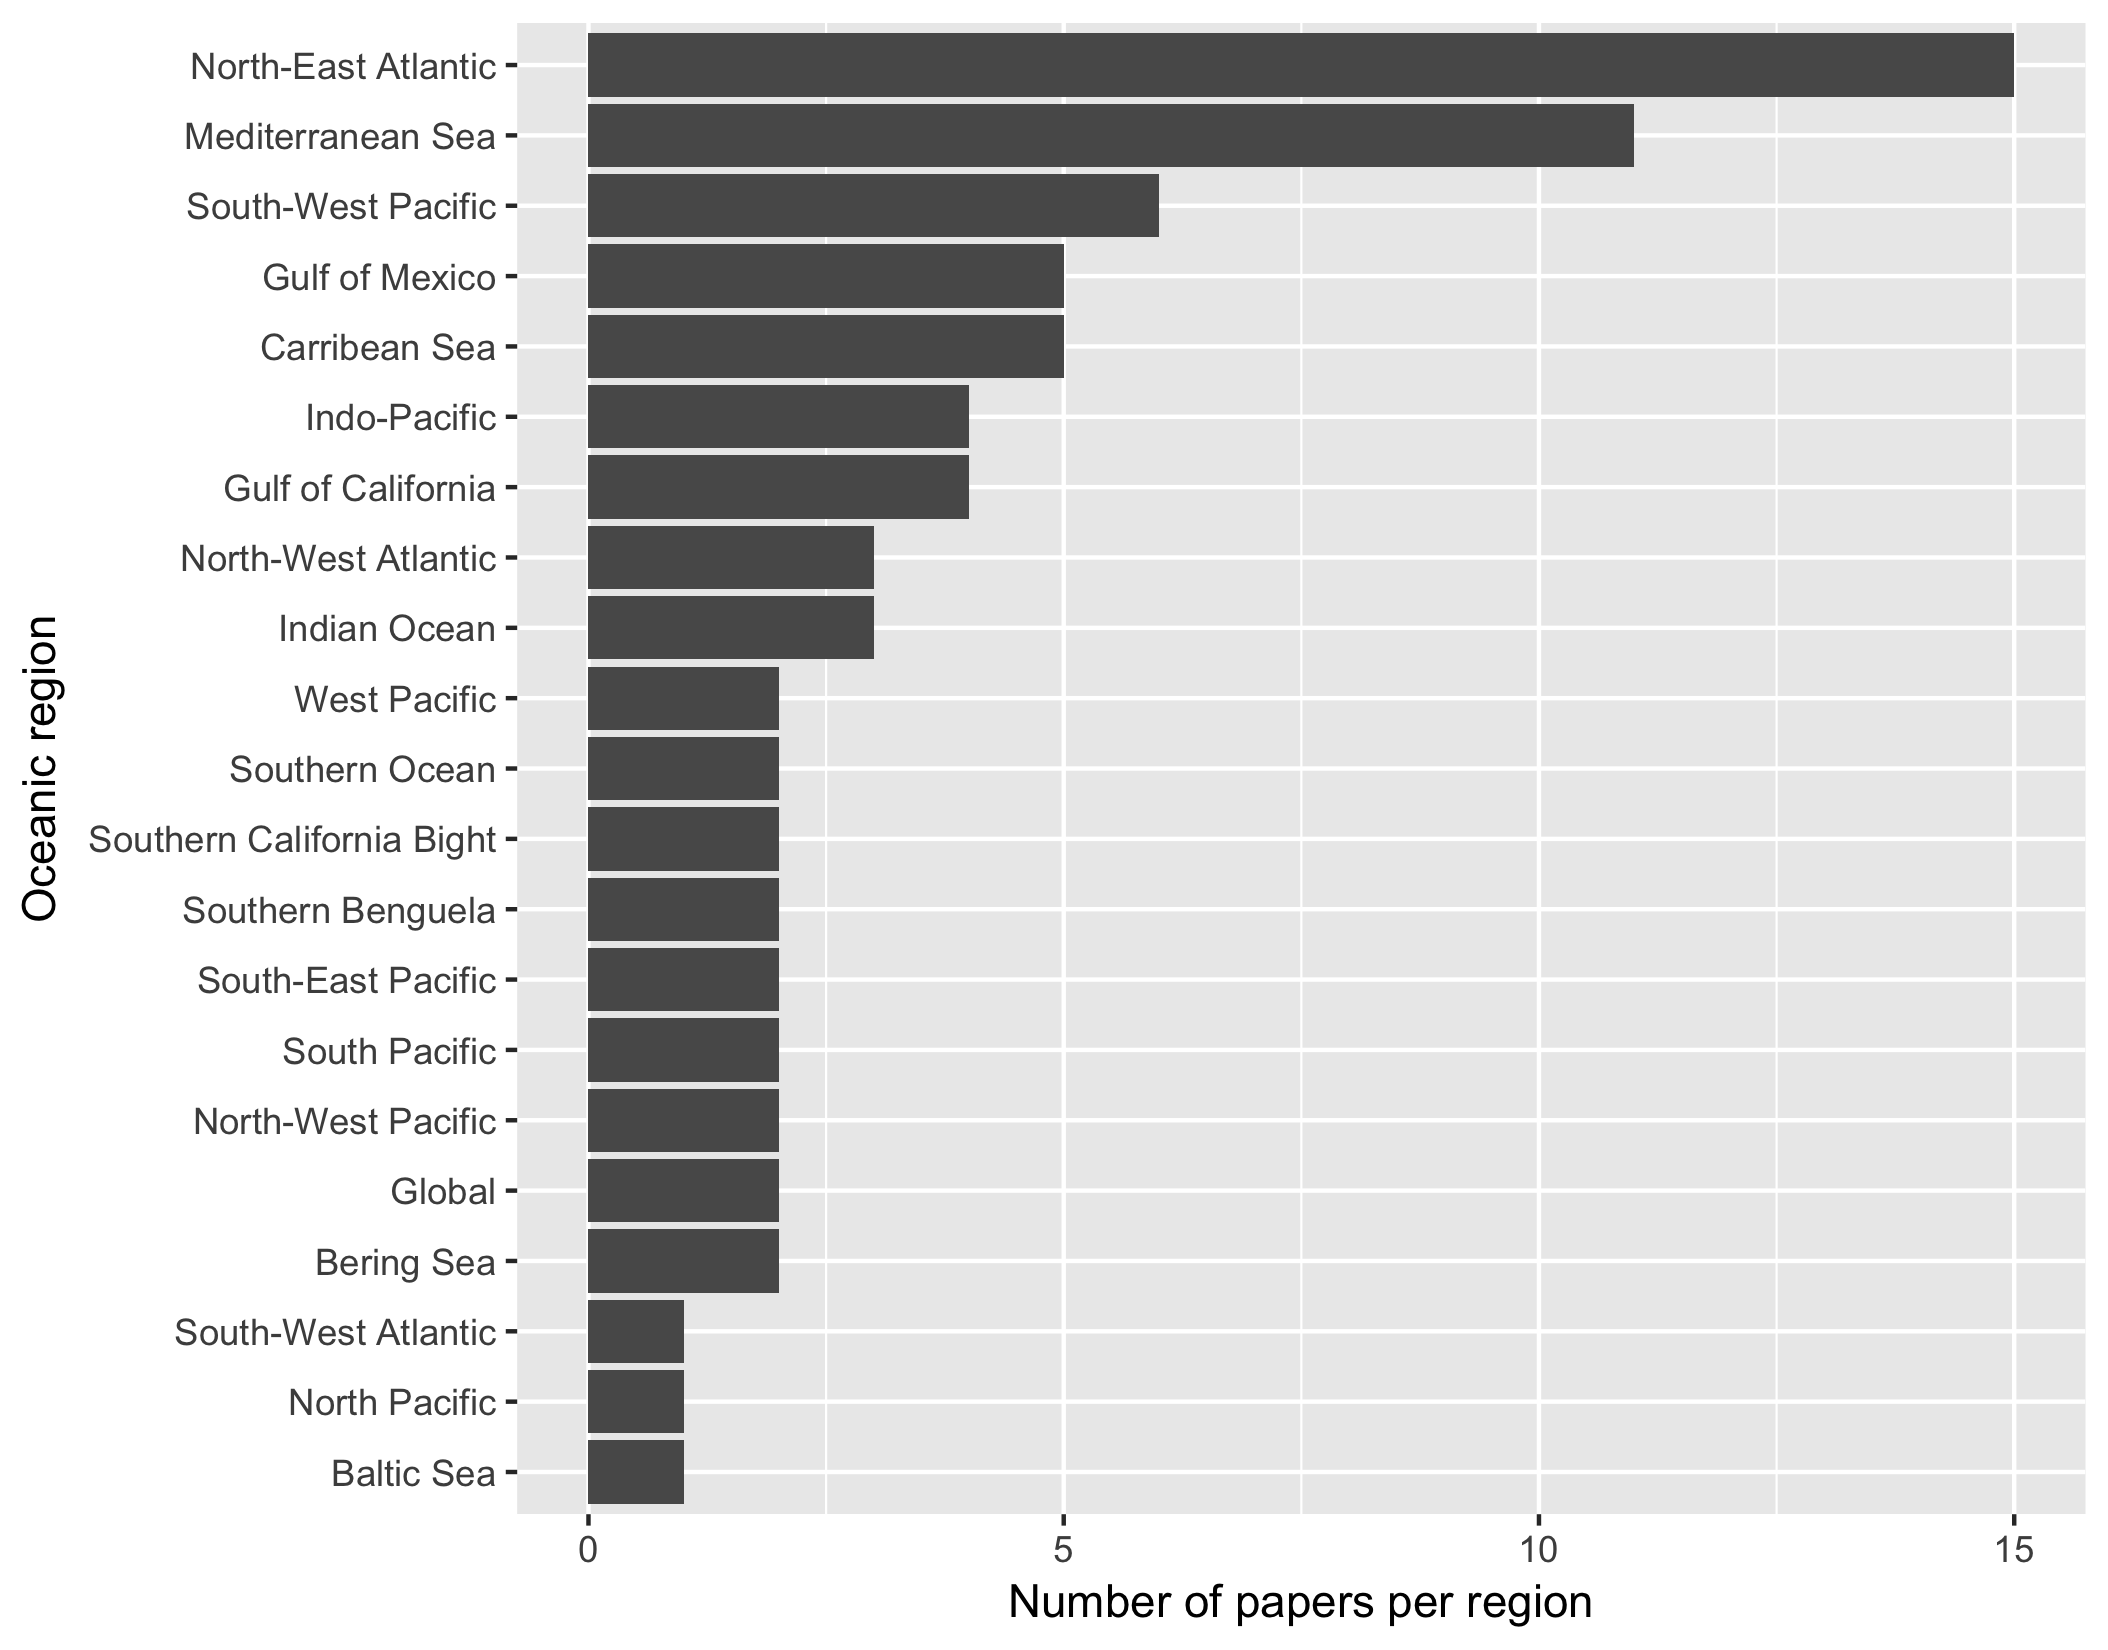 North-East Atlantic
Mediterranean Sea
South-West Pacific
Gulf of Mexico
Carribean Sea
Indo-Pacific
Gulf of California
North-West Atlantic
Indian Ocean
West Pacific
Southern Ocean
Southern California Bight
Southern Benguela
South-East Pacific
South Pacific
North-West Pacific
Global
Bering Sea
South-West Atlantic
North Pacific
Baltic Sea
Oceanic region
0 5 10 15
Number of papers per region